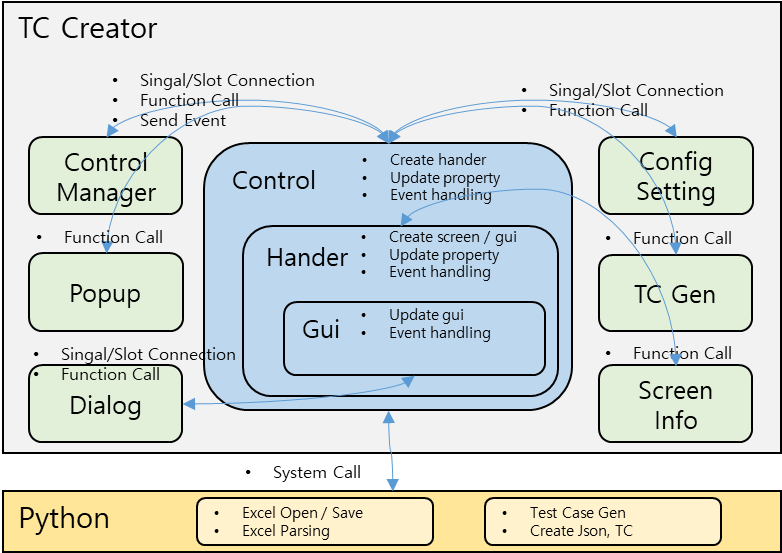 TC Creator
• Singal/Slot Connection
• Function Call
• Send Event
• Singal/Slot Connection
• Function Call
Control
Manager
Control
• Create hander
• Update property
• Event handling
Config
Setting
• Function Call
Hander
• Create screen / gui
• Update property
• Event handling
• Function Call
Popup
Gui
• Update gui
• Event handling
TC Gen
• Singal/Slot Connection
• Function Call
• Function Call
Dialog
Screen
Info
• System Call
Python
• Excel Open / Save
• Excel Parsing
• Test Case Gen
• Create Json, TC